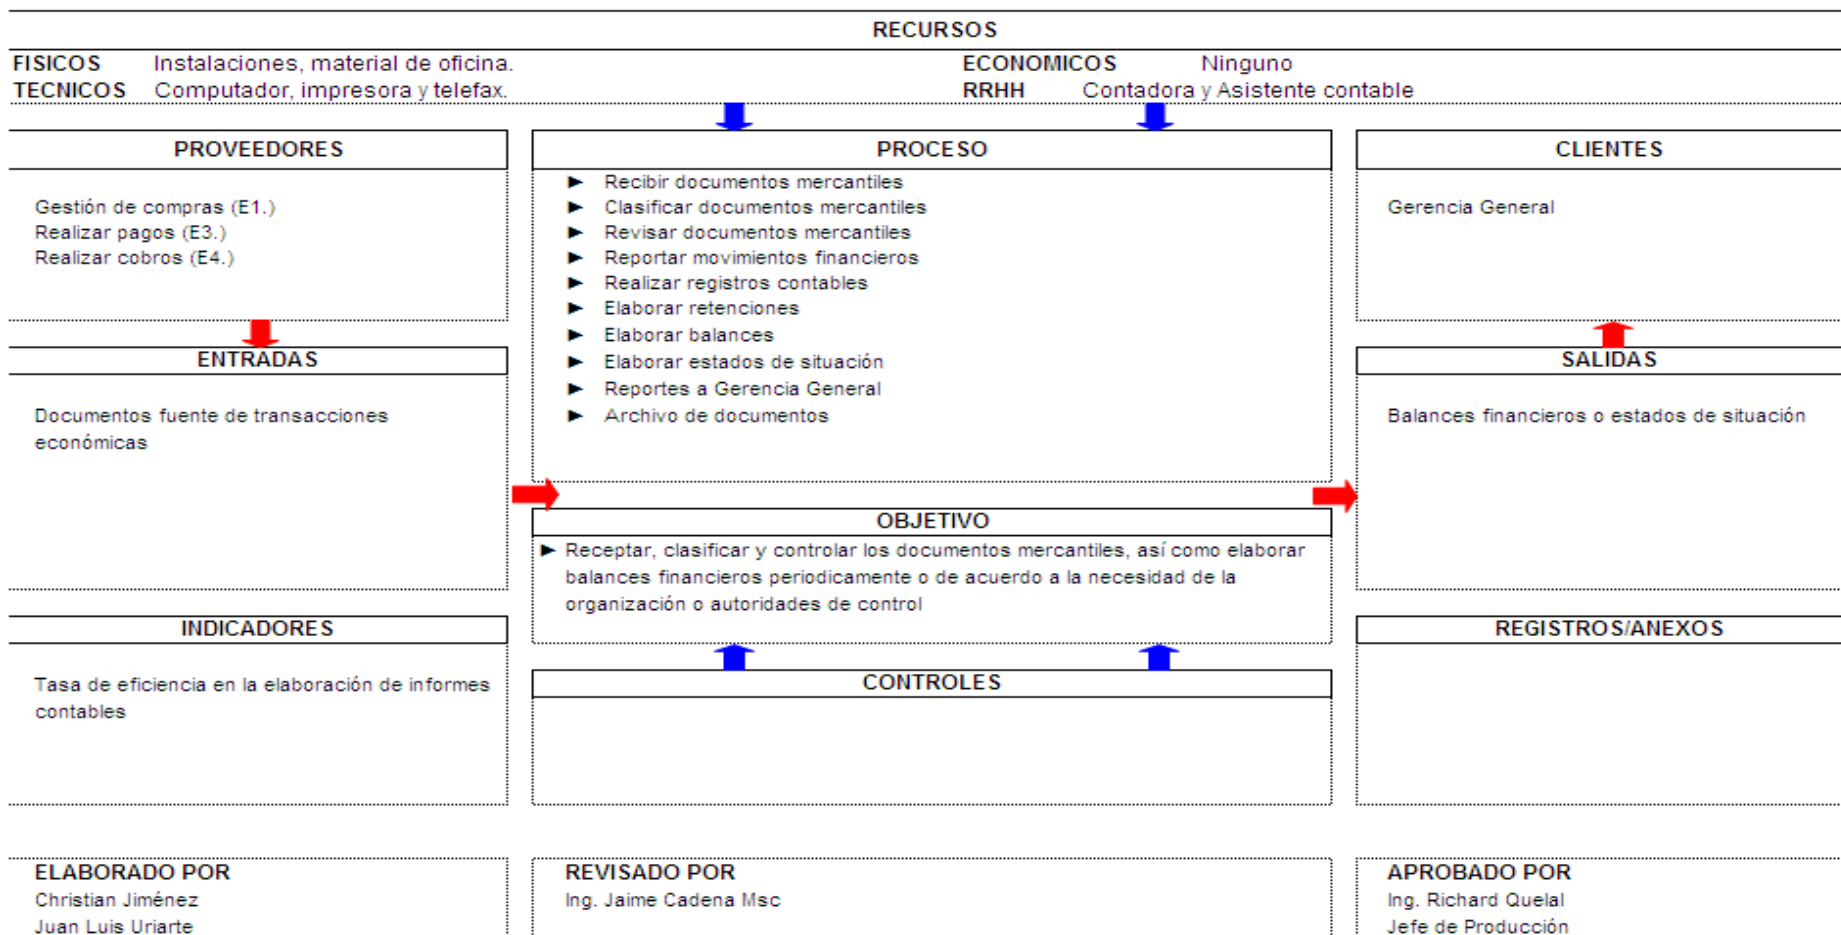 RECURSOS
FISICOS Instalaciones, material de oficina. ECONOMICOS Ninguno
TECNICOS Computador, impresora y telefax. RRHH Contadora y Asistente contable
PROVEEDORES
Gestión de compras (E1.)
Realizar pagos (E3.)
Realizar cobros (E4.)
ENTRADAS
Documentos fuente de transacciones
económicas
INDICADORES
Tasa de eficiencia en la elaboración de informes
contables
PROCESO
► Recibir documentos mercantiles
► Clasificar documentos mercantiles
► Revisar documentos mercantiles
► Reportar movimientos financieros
► Realizar registros contables
► Elaborar retenciones
► Elaborar balances
► Elaborar estados de situación
► Reportes a Gerencia General
► Archivo de documentos
OBJETIVO
► Receptar, clasificar y controlar los documentos mercantiles, así como elaborar
balances financieros periodicamente o de acuerdo a la necesidad de la
organización o autoridades de control
CONTROLES
CLIENTES
Gerencia General
SALIDAS
Balances financieros o estados de situación
REGISTROS/ANEXOS
ELABORADO POR
Christian Jiménez
Juan Luis Uriarte
REVISADO POR
Ing. Jaime Cadena Msc
APROBADO POR
Ing. Richard Quelal
Jefe de Producción